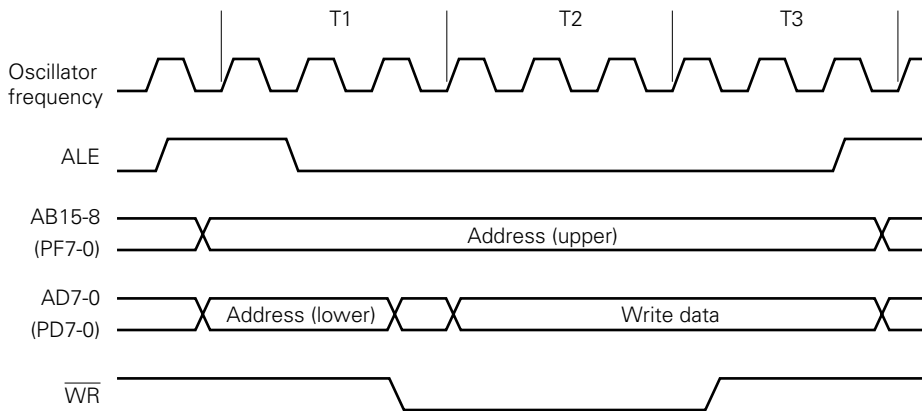 T1 T2 T3
Oscillator
frequency
ALE
AB15-8
(PF7-0)
Address (upper)
AD7-0
(PD7-0)
Address (lower) Write data
WR